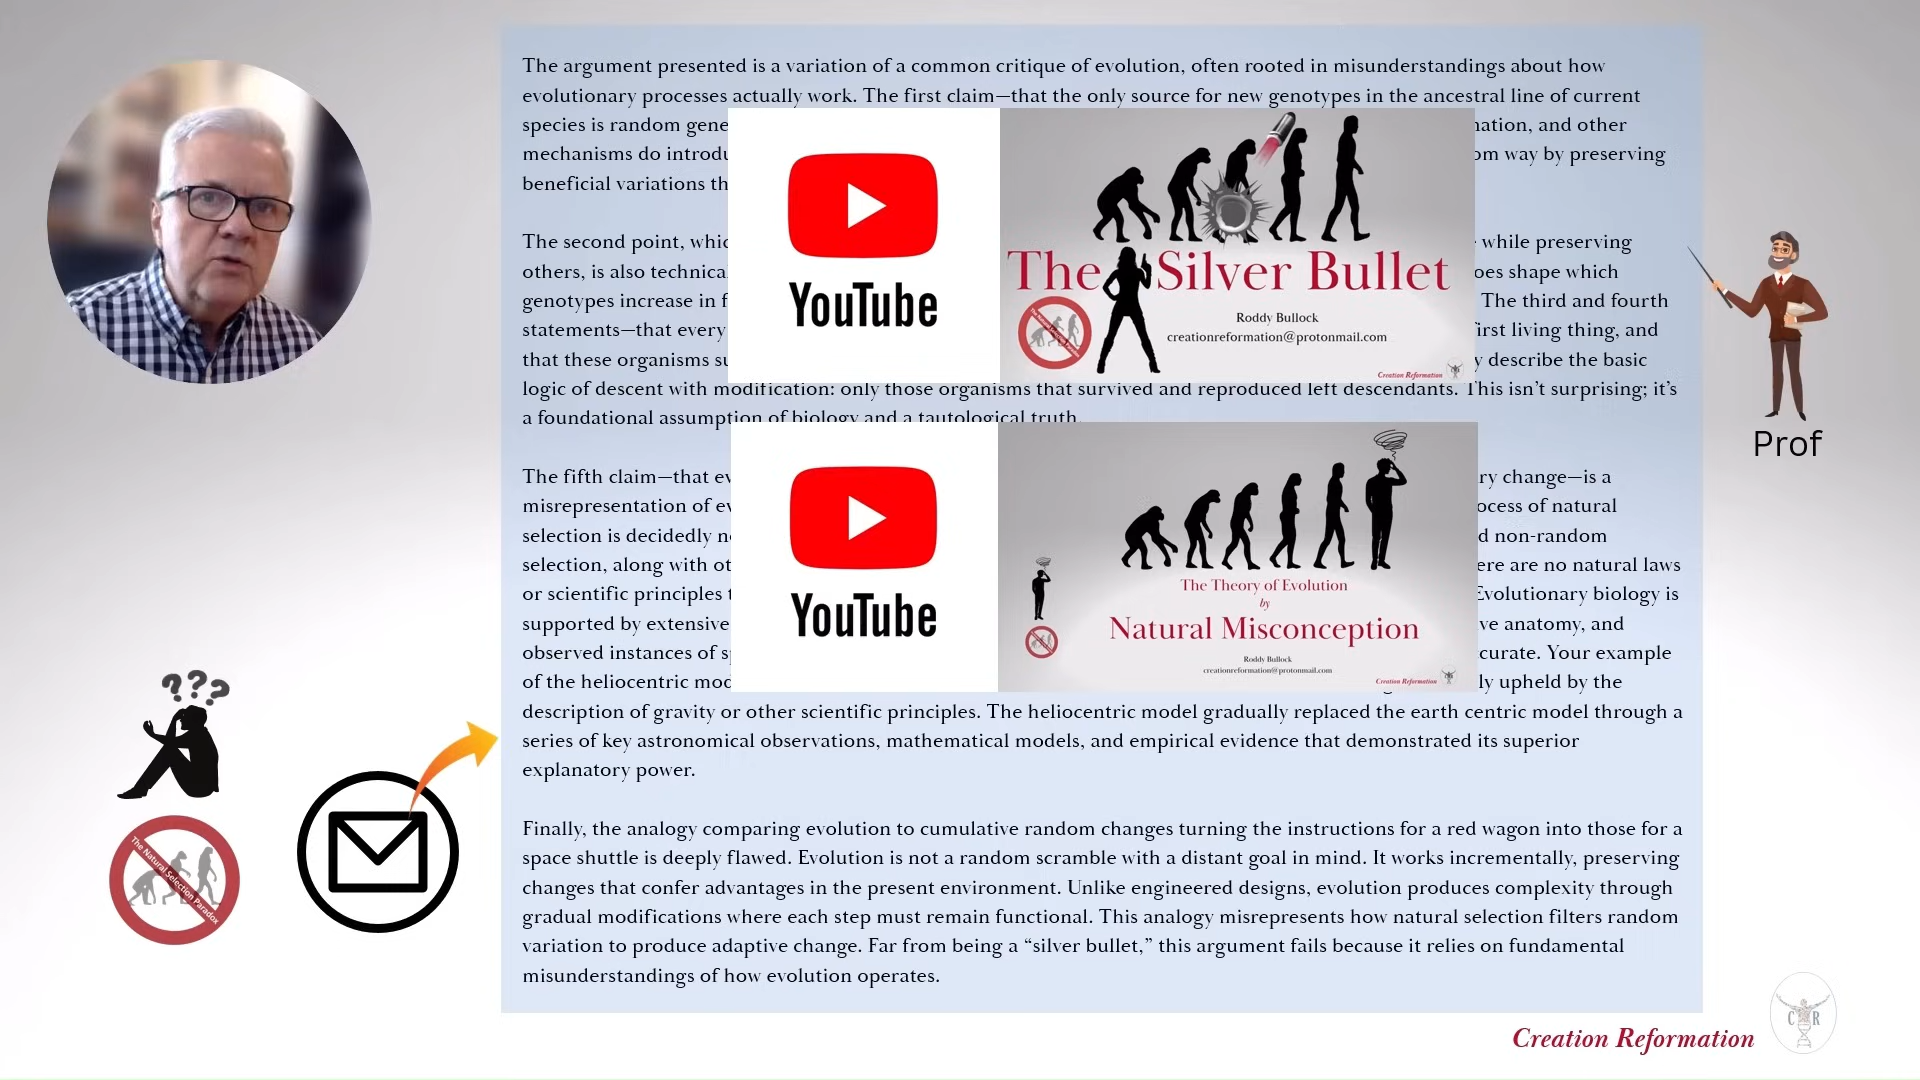 The argument presented is a variation of a common critique of evolution, often rooted in misunderstandings about how
evolutionary processes actually work. The first claim—that the only source for new genotypes in the ancestral line of current
species is random gene
mation, and other
mechanisms do introdu
om way by preserving
beneficial variations th
The second point, whic
while preserving
others, is also technica
oes shape which
genotypes increase in f
The third and fourth
statements—that every
first living thing, and
that these organisms su
y describe the basic
logic of descent with modification: only those organisms that survived and reproduced left descendants. This isn't surprising; it's
a foundational assumption of biology and a tautological truth.
The fifth claim—that ev
ry change—is a
misrepresentation of ev
ocess of natural
selection is decidedly no
d non-random
selection, along with ot
ere are no natural laws
or scientific principles t
Evolutionary biology is
supported by extensive
ve anatomy, and
observed instances of sp
curate. Your example
of the heliocentric mod
ly upheld by the
description of gravity or other scientific principles. The heliocentric model gradually replaced the earth centric model through a
series of key astronomical observations, mathematical models, and empirical evidence that demonstrated its superior
explanatory power.
Finally, the analogy comparing evolution to cumulative random changes turning the instructions for a red wagon into those for a
space shuttle is deeply flawed. Evolution is not a random scramble with a distant goal in mind. It works incrementally, preserving
changes that confer advantages in the present environment. Unlike engineered designs, evolution produces complexity through
gradual modifications where each step must remain functional. This analogy misrepresents how natural selection filters random
variation to produce adaptive change. Far from being a “silver bullet,” this argument fails because it relies on fundamental
misunderstandings of how evolution operates.
YouTube
The Silver Bullet
Roddy Bullock
creationreformation@protonmail.com
Creation Reformation
YouTube
The Theory of Evolution
by
Natural Misconception
Roddy Bullock
creationreformation@protonmail.com
Creation Reformation
Prof
???
The Natural Selection Paradox
Creation Reformation
C R